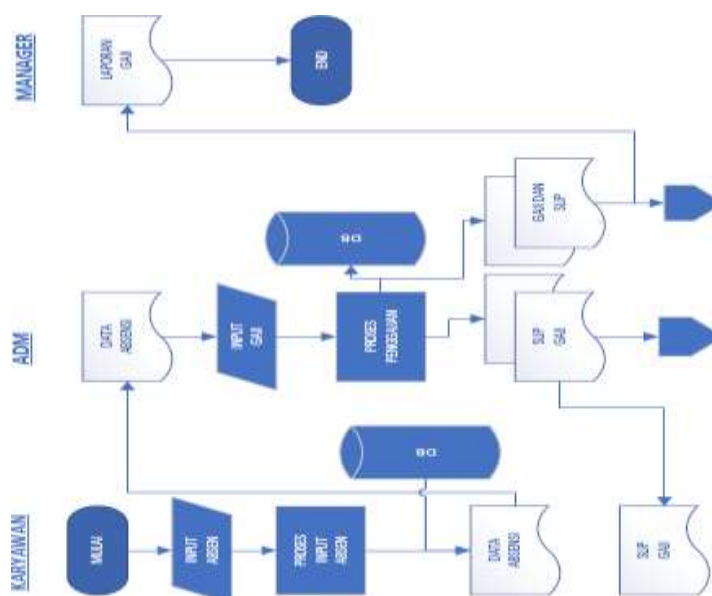 KARYAWAN
ADM
MANAGER
MULAI
INPUT
ABSEN
PROSES
INPUT
ABSEN
DB
DATA
ABSENSI
SLIP
GAJI
DATA
ABSENSI
INPUT
GAJI
PROSES
PENGGAJIAN
DB
SLIP
GAJI
GAJI DAN
SLIP
LAPORAN
GAJI
END